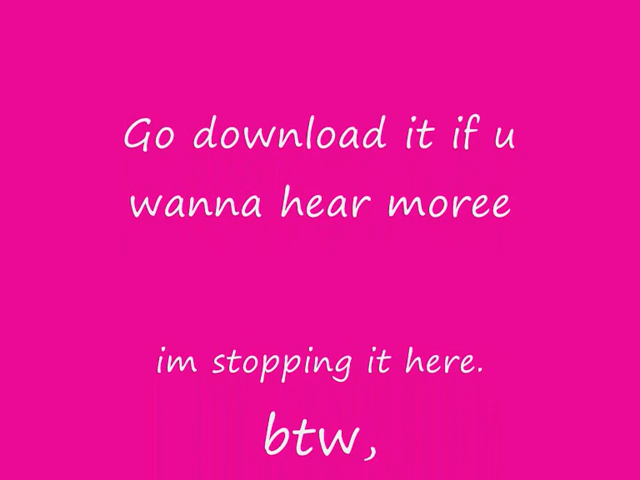 Go download it if u
wanna hear moree
im stopping it here.
btw,